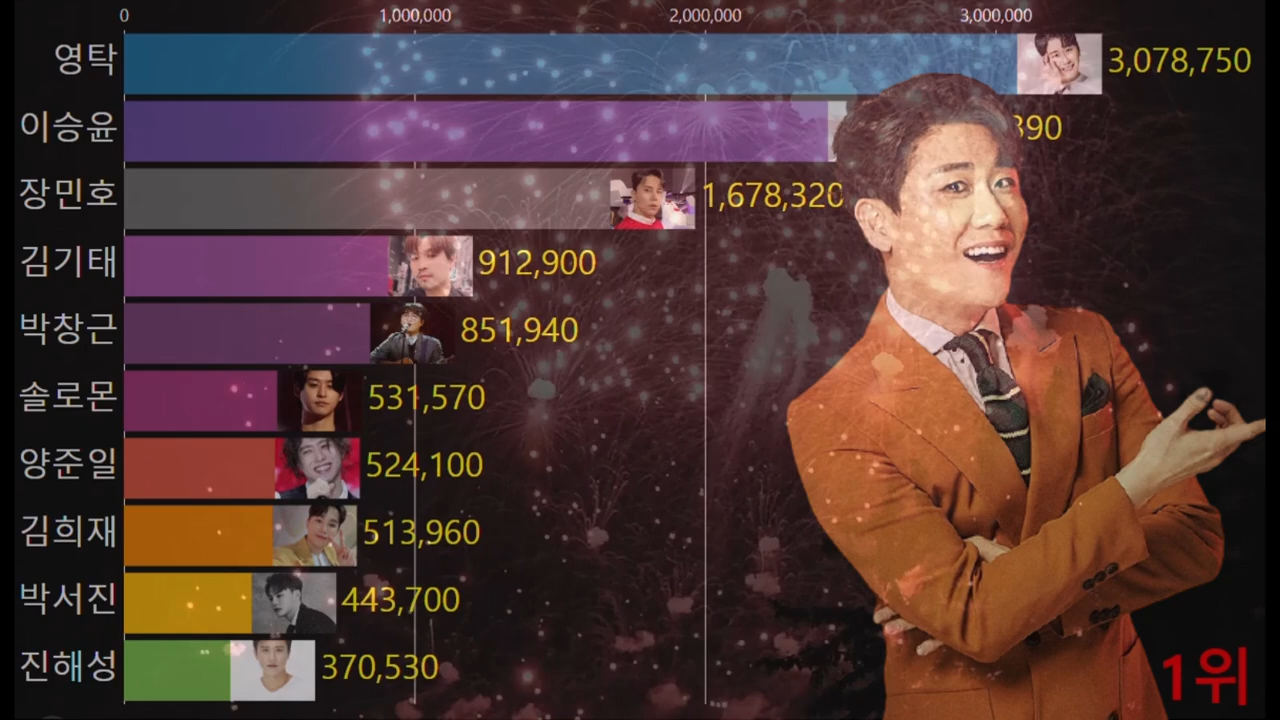 0 1,000,000 2,000,000 3,000,000
영탁 3,078,750
이승윤 390
장민호 1,678,320
김기태 912,900
박창근 851,940
솔로몬 531,570
양준일 524,100
김희재 513,960
박서진 443,700
진해성 370,530
1위